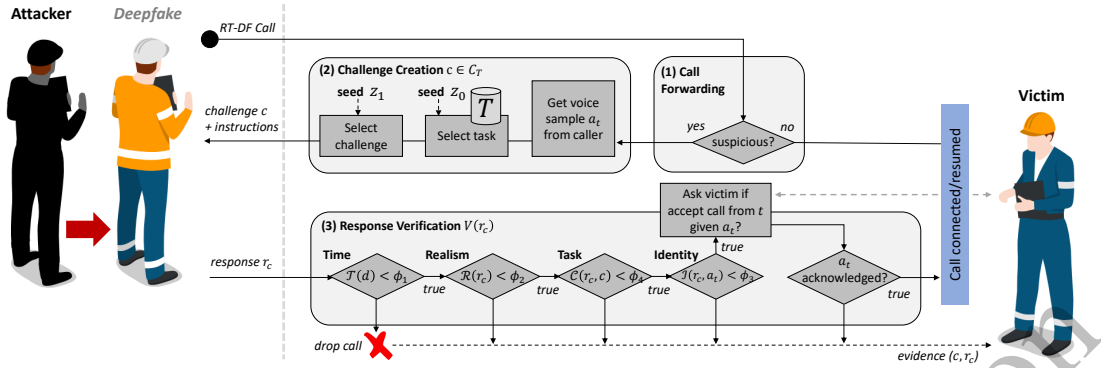 Attacker
Deepfake
RT-DF Call
(2) Challenge Creation c ∈ C_T
seed z_1
seed z_0
T
Select
challenge
Select task
Get voice
sample a_t
from caller
(1) Call
Forwarding
yes
no
suspicious?
Victim
challenge c
+ instructions
Call connected/resumed
Ask victim if
accept call from t
given a_t?
(3) Response Verification V(r_c)
Time
Realism
Task
Identity
true
response r_c
𝒯(d) < ϕ_1
true
ℛ(r_c) < ϕ_2
true
𝒞(r_c, c) < ϕ_4
true
ℐ(r_c, a_t) < ϕ_3
a_t
acknowledged?
true
drop call
evidence (c, r_c)